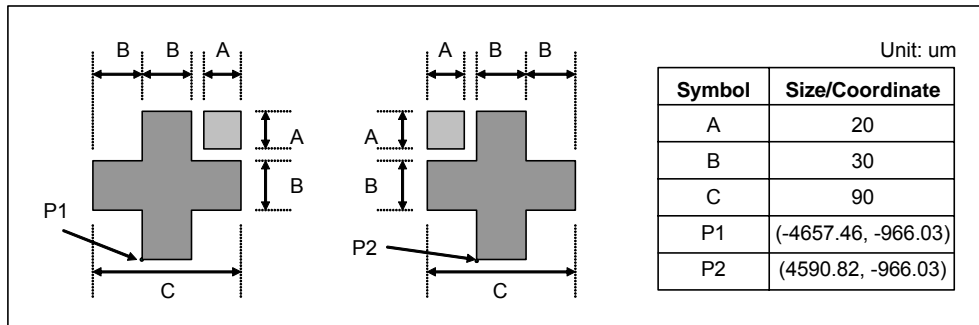 B B A
A
B
P1
C
A B B
A
B
P2
C
Unit: um
Symbol Size/Coordinate
A 20
B 30
C 90
P1 (-4657.46, -966.03)
P2 (4590.82, -966.03)